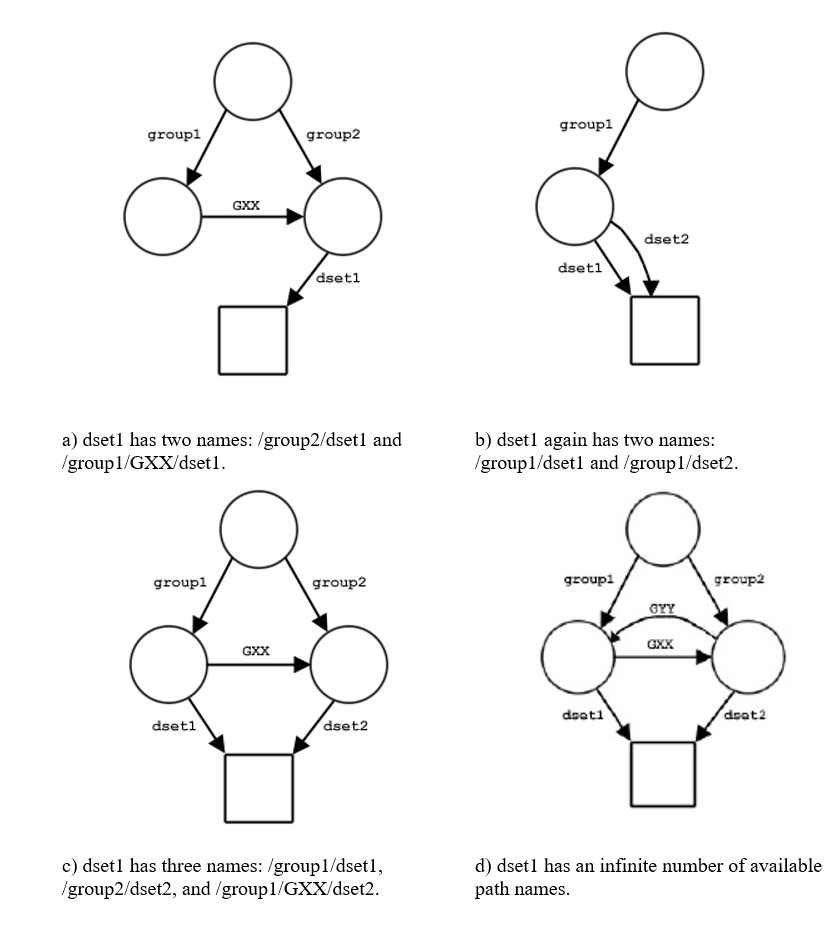 group1
group2
GXX
dset1
group1
dset2
dset1
a) dset1 has two names: /group2/dset1 and
/group1/GXX/dset1.
b) dset1 again has two names:
/group1/dset1 and /group1/dset2.
group1
group2
GXX
dset1
dset2
group1
group2
GYY
GXX
dset1
dset2
c) dset1 has three names: /group1/dset1,
/group2/dset2, and /group1/GXX/dset2.
d) dset1 has an infinite number of available
path names.